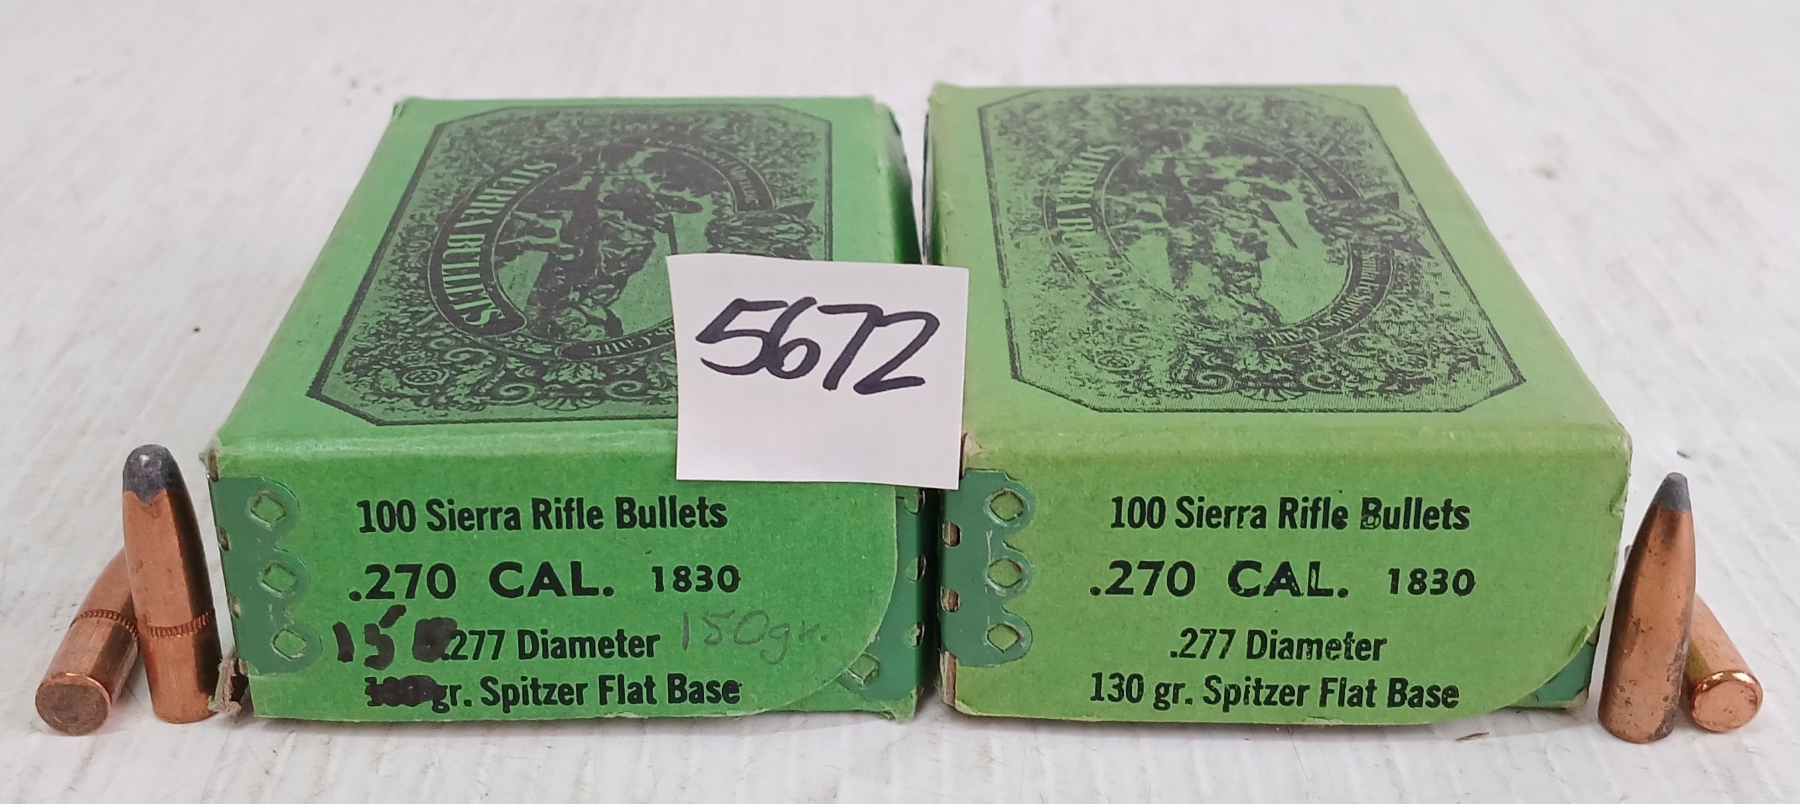 SIERRA BULLETS
5672
100 Sierra Rifle Bullets
.270 CAL. 1830
150 .277 Diameter 150gr.
gr. Spitzer Flat Base
SIERRA
100 Sierra Rifle Bullets
.270 CAL. 1830
.277 Diameter
130 gr. Spitzer Flat Base